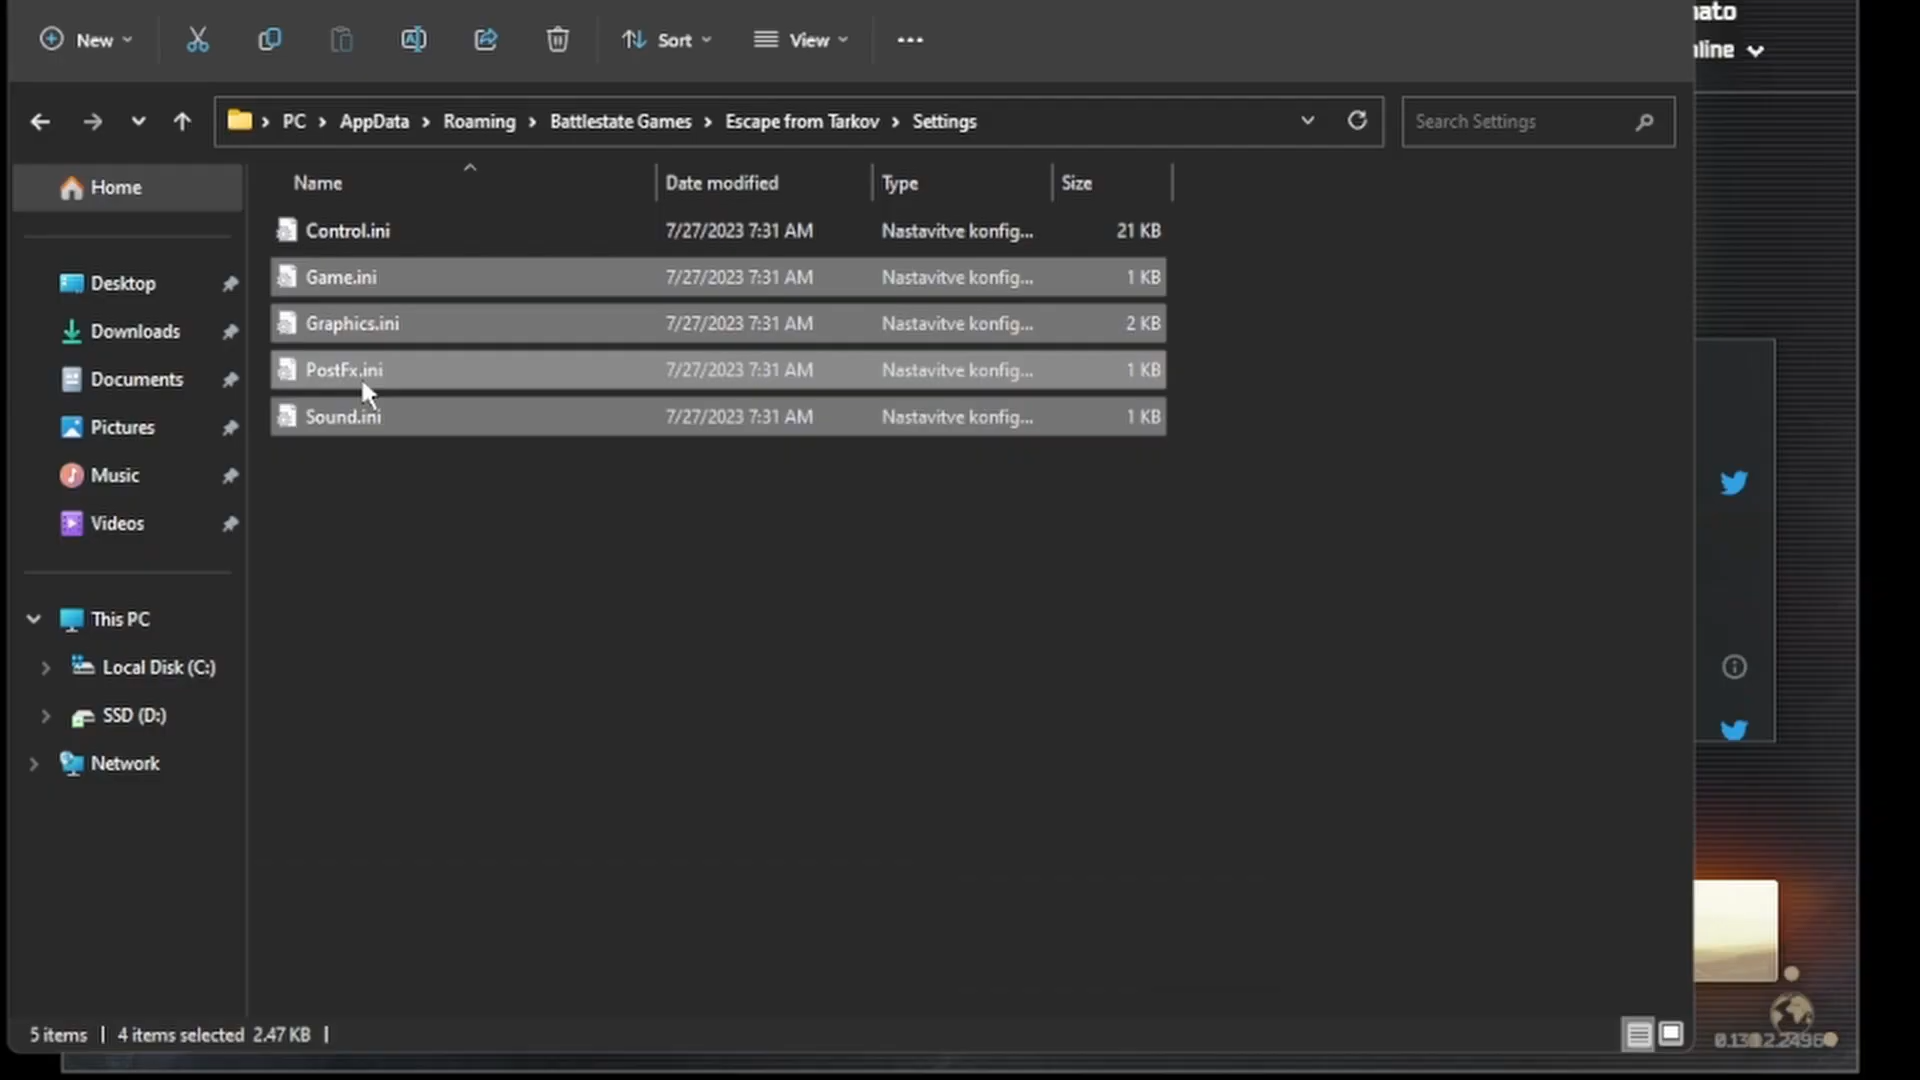 New
Sort
View
PC > AppData > Roaming > Battlestate Games > Escape from Tarkov > Settings
Search Settings
Name
Date modified
Type
Size
Control.ini 7/27/2023 7:31 AM Nastavitve konfig... 21 KB
Game.ini 7/27/2023 7:31 AM Nastavitve konfig... 1 KB
Graphics.ini 7/27/2023 7:31 AM Nastavitve konfig... 2 KB
PostFx.ini 7/27/2023 7:31 AM Nastavitve konfig... 1 KB
Sound.ini 7/27/2023 7:31 AM Nastavitve konfig... 1 KB
Home
Desktop
Downloads
Documents
Pictures
Music
Videos
This PC
Local Disk (C:)
SSD (D:)
Network
5 items | 4 items selected 2.47 KB |